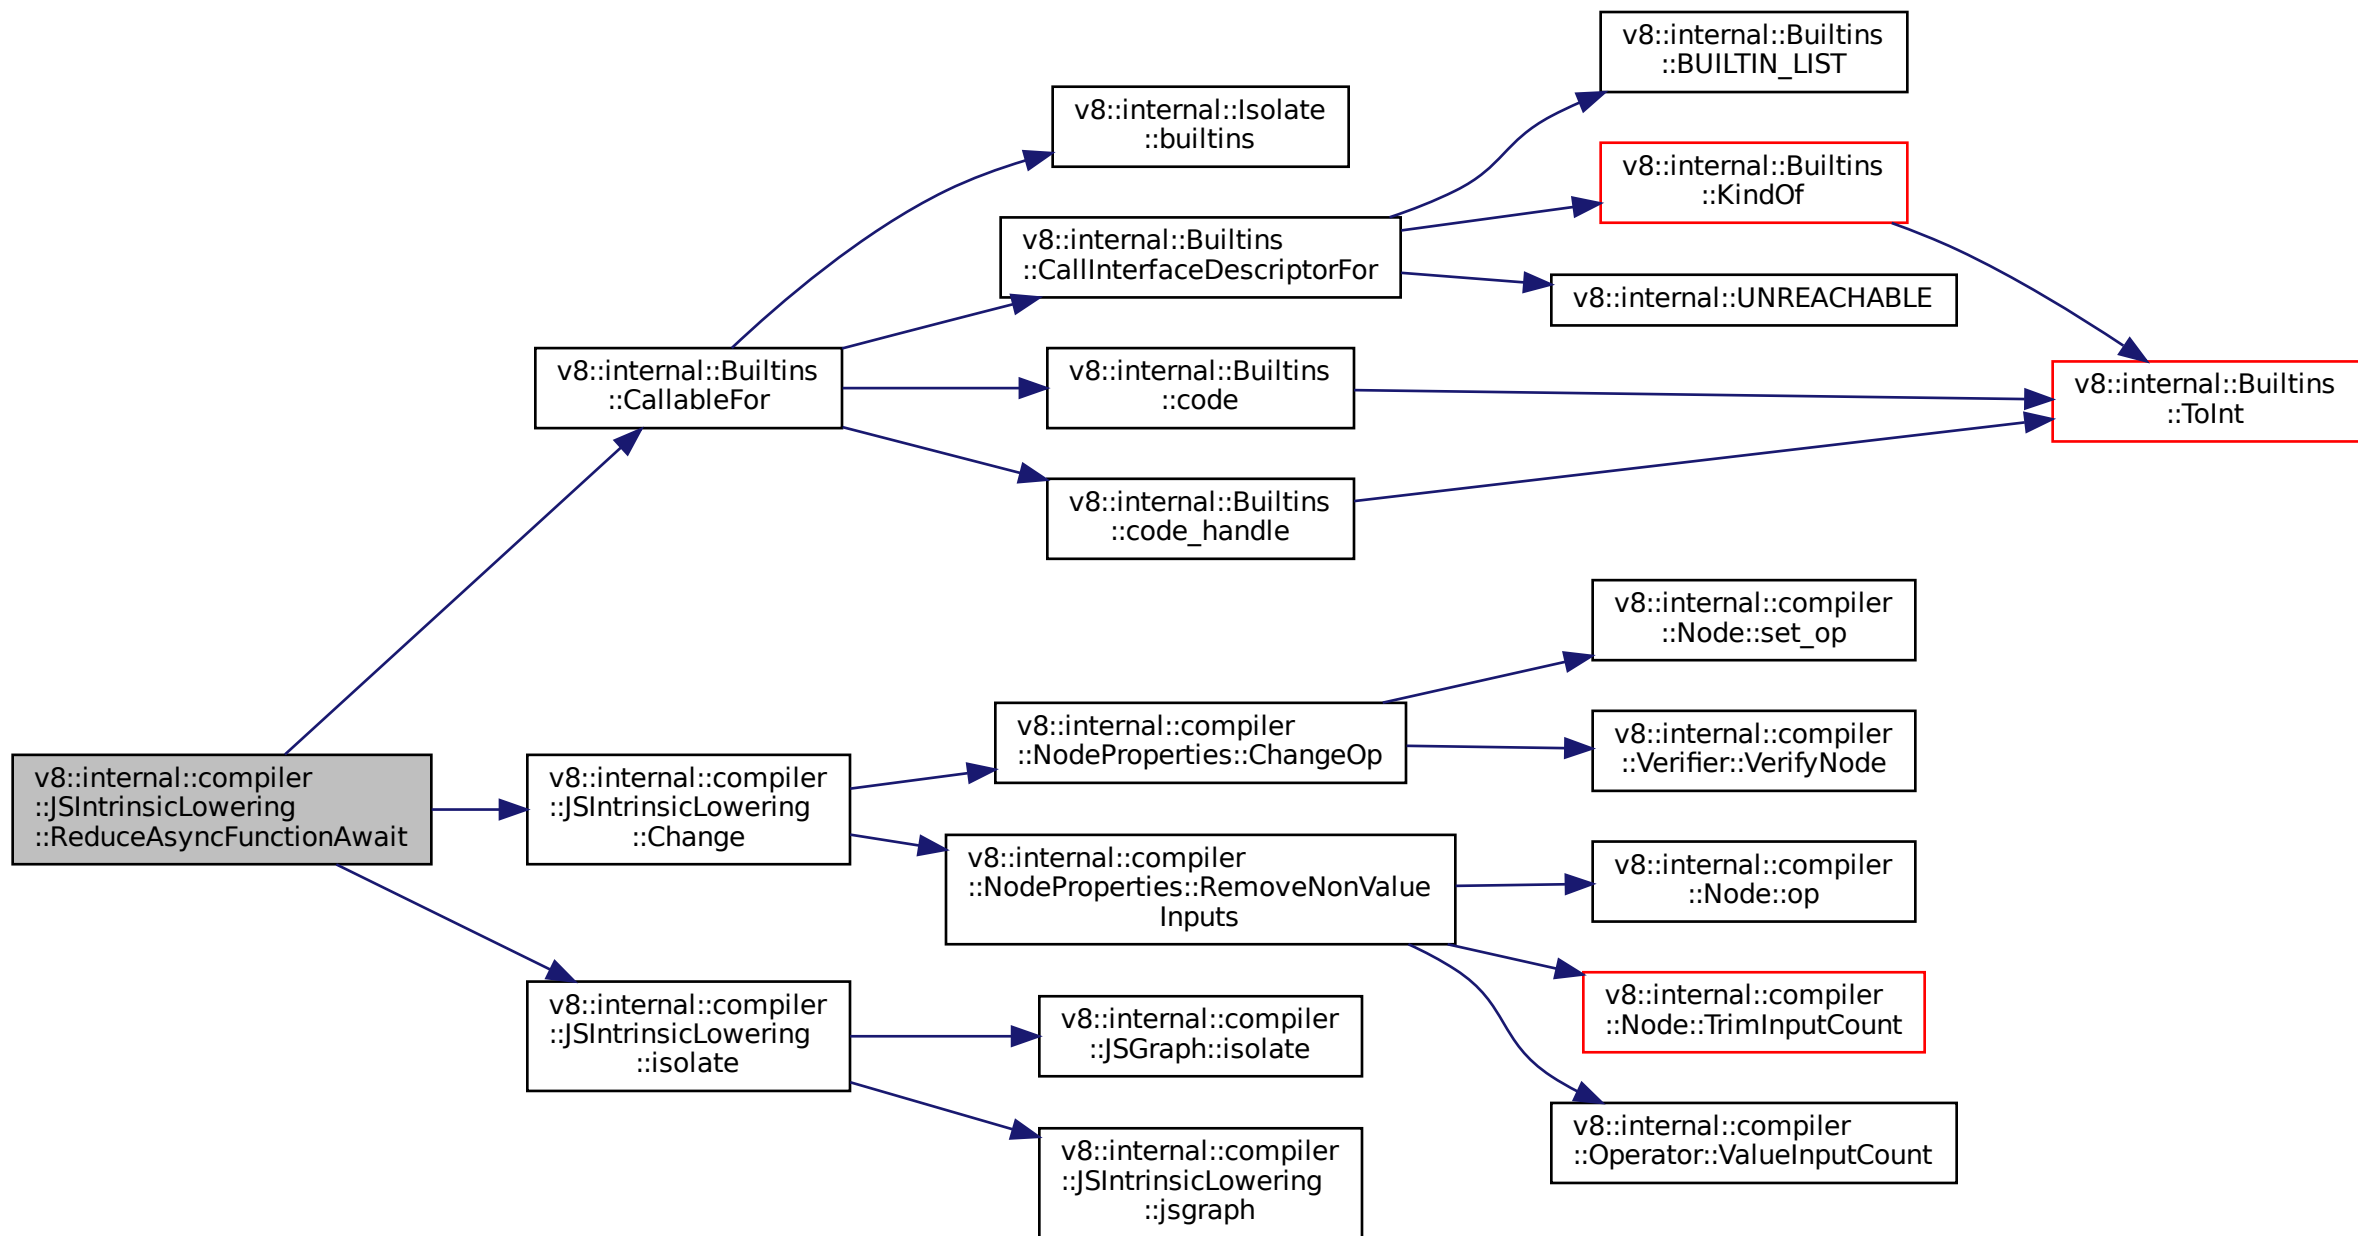 v8::internal::Builtins
::BUILTIN_LIST
v8::internal::Isolate
::builtins
v8::internal::Builtins
::KindOf
v8::internal::Builtins
::CallInterfaceDescriptorFor
v8::internal::UNREACHABLE
v8::internal::Builtins
::CallableFor
v8::internal::Builtins
::code
v8::internal::Builtins
::ToInt
v8::internal::Builtins
::code_handle
v8::internal::compiler
::Node::set_op
v8::internal::compiler
::NodeProperties::ChangeOp
v8::internal::compiler
::Verifier::VerifyNode
v8::internal::compiler
::JSIntrinsicLowering
::ReduceAsyncFunctionAwait
v8::internal::compiler
::JSIntrinsicLowering
::Change
v8::internal::compiler
::NodeProperties::RemoveNonValue
Inputs
v8::internal::compiler
::Node::op
v8::internal::compiler
::Node::TrimInputCount
v8::internal::compiler
::JSIntrinsicLowering
::isolate
v8::internal::compiler
::JSGraph::isolate
v8::internal::compiler
::Operator::ValueInputCount
v8::internal::compiler
::JSIntrinsicLowering
::jsgraph